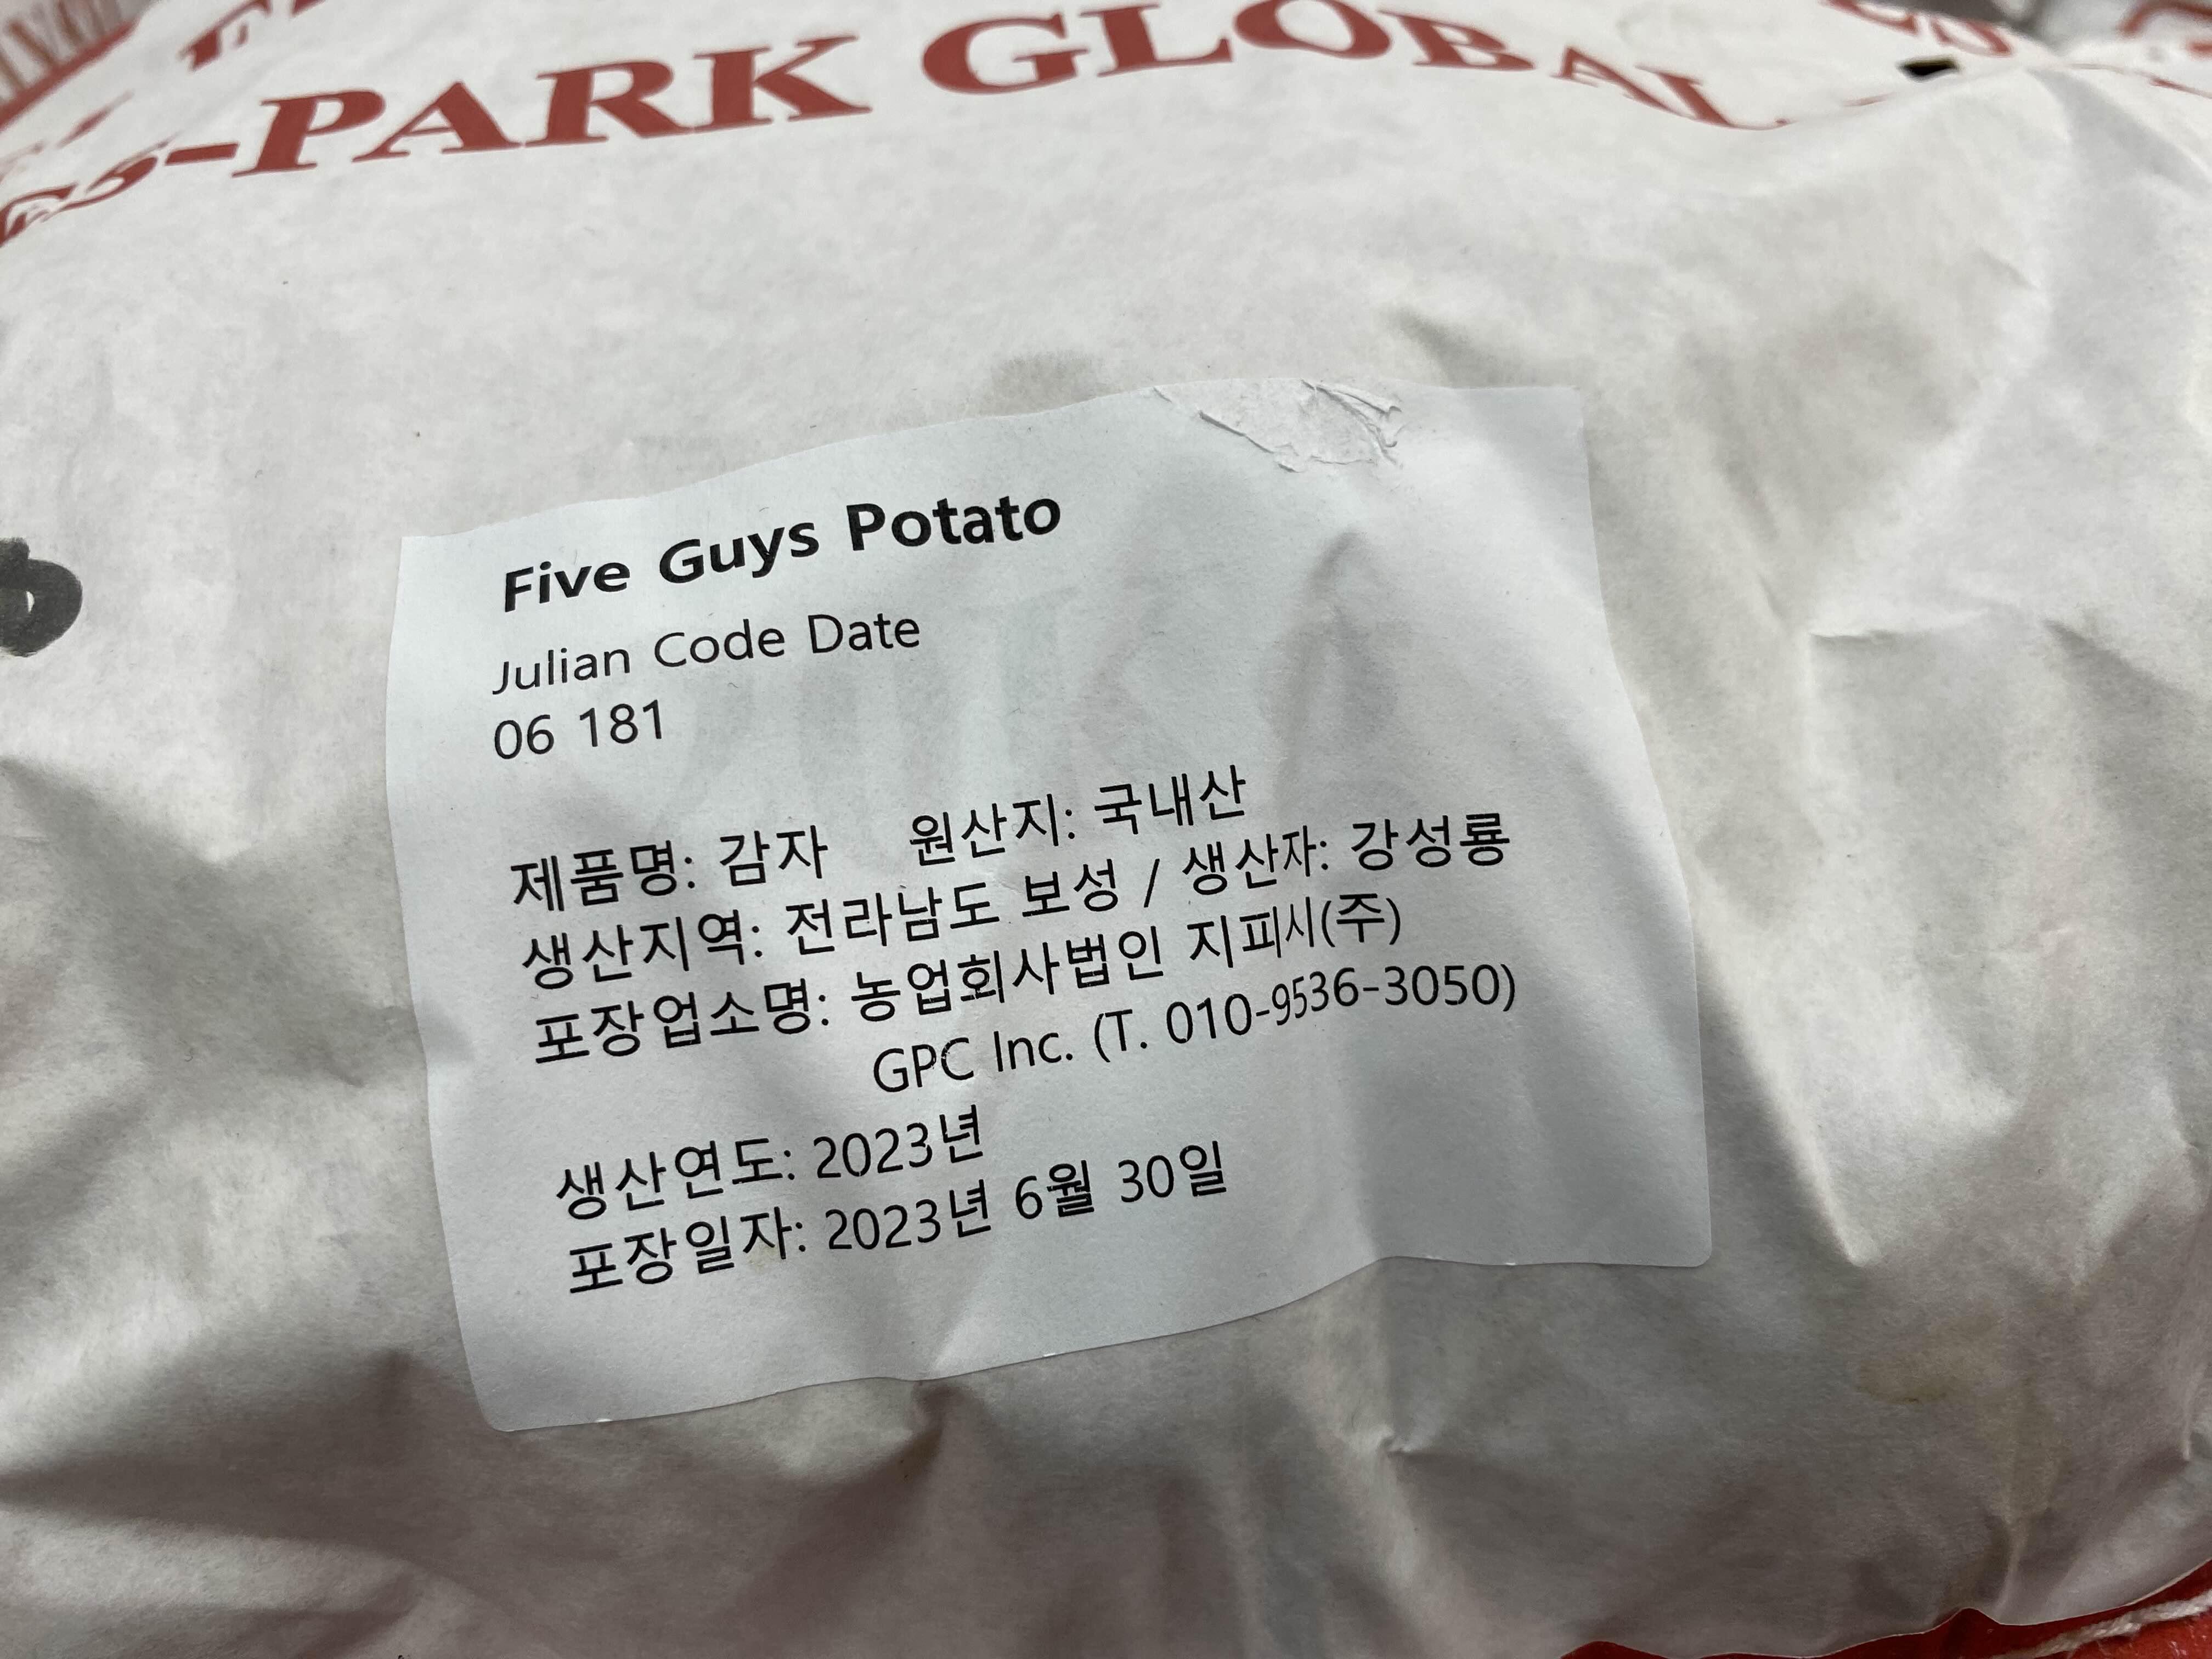 -PARK GLOBAL
Five Guys Potato
Julian Code Date
06 181
제품명: 감자 원산지: 국내산
생산지역: 전라남도 보성 / 생산자: 강성룡
포장업소명: 농업회사법인 지피시(주)
GPC Inc. (T. 010-9536-3050)
생산연도: 2023년
포장일자: 2023년 6월 30일